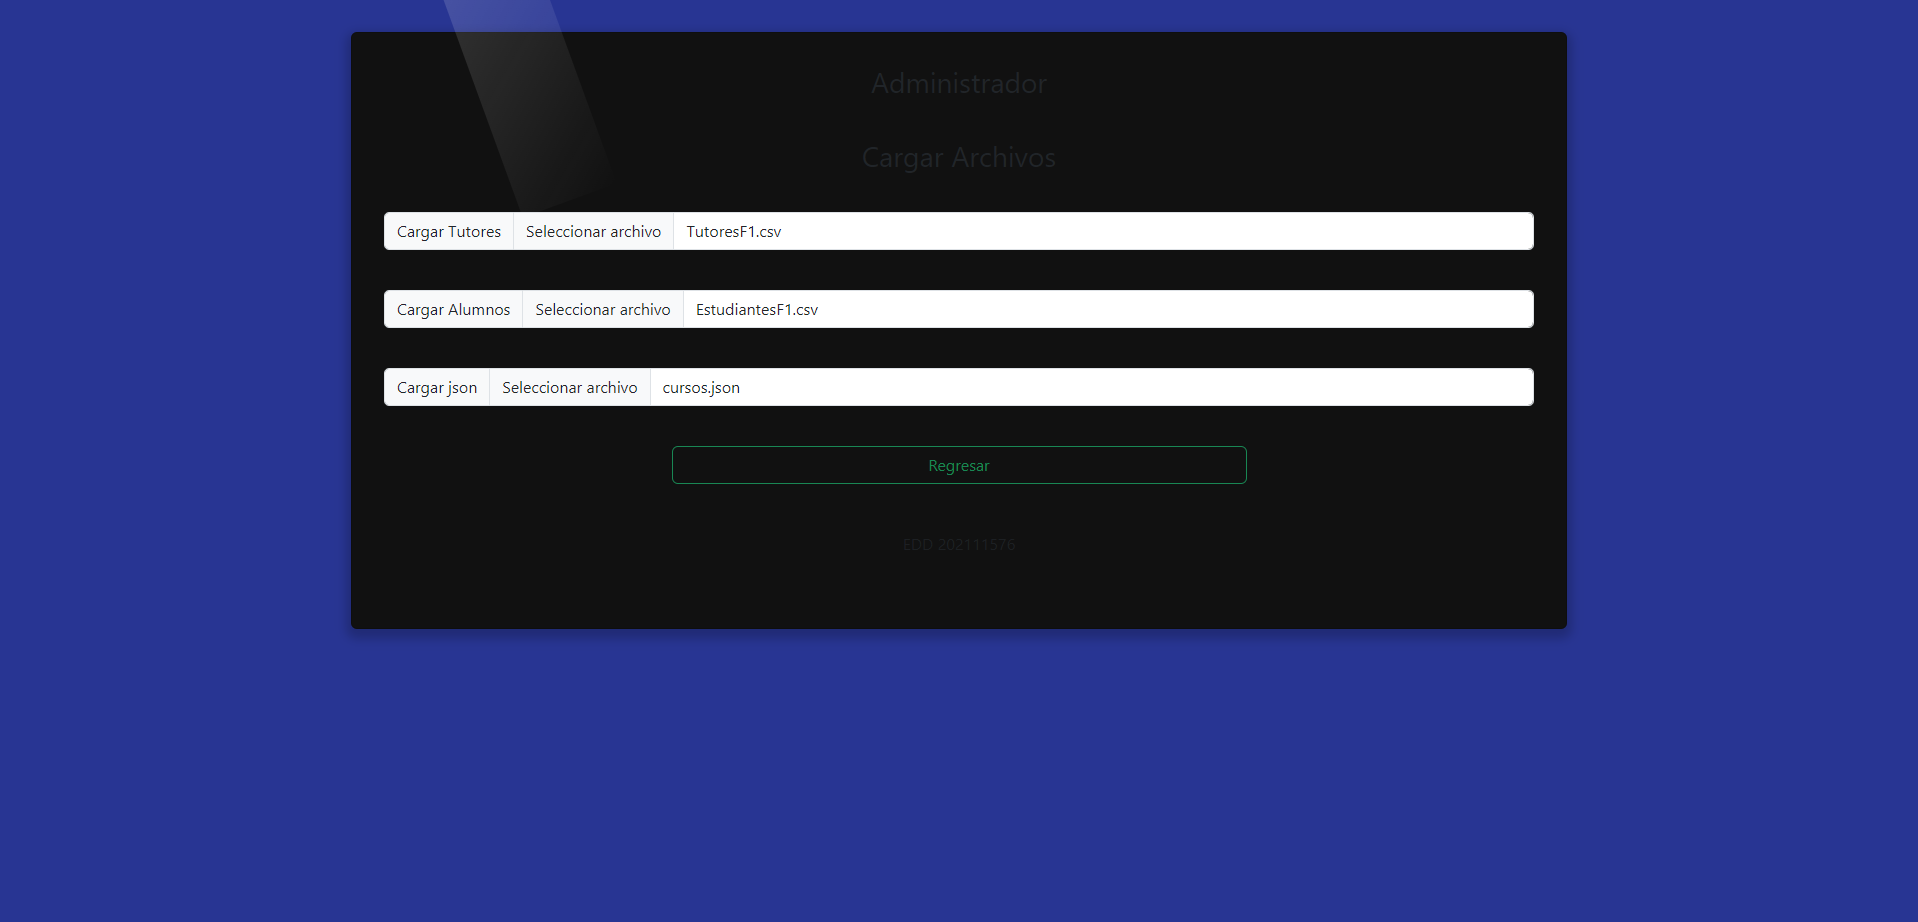 Administrador
Cargar Archivos
Cargar Tutores Seleccionar archivo TutoresF1.csv
Cargar Alumnos Seleccionar archivo EstudiantesF1.csv
Cargar json Seleccionar archivo cursos.json
Regresar
EDD 202111576